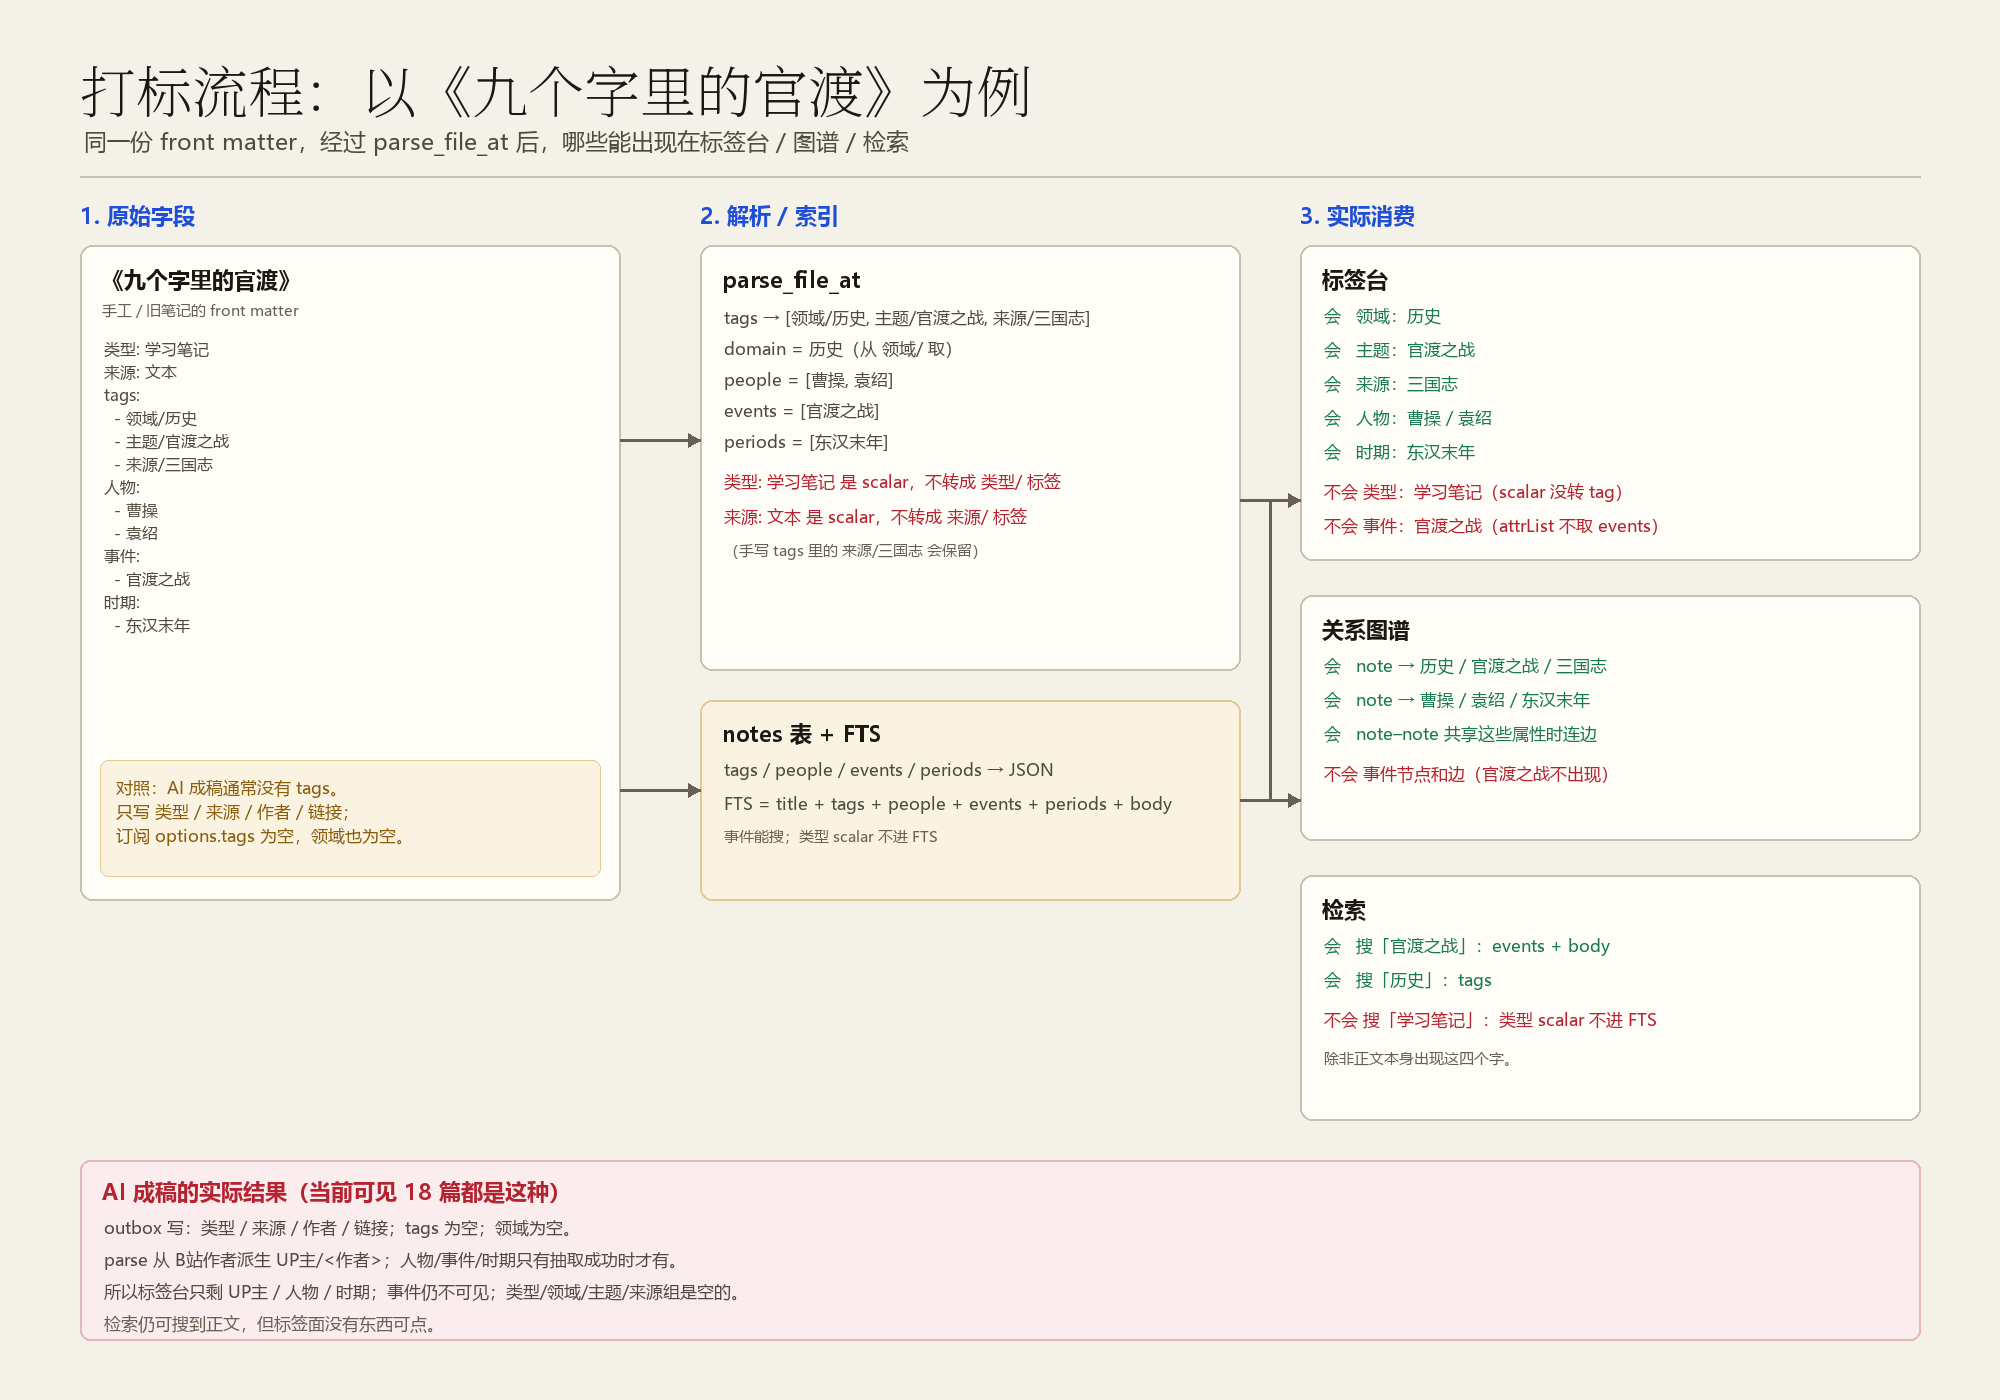 打标流程：以《九个字里的官渡》为例
同一份 front matter，经过 parse_file_at 后，哪些能出现在标签台 / 图谱 / 检索
1. 原始字段
《九个字里的官渡》
手工 / 旧笔记的 front matter
类型: 学习笔记
来源: 文本
tags:
- 领域/历史
- 主题/官渡之战
- 来源/三国志
人物:
- 曹操
- 袁绍
事件:
- 官渡之战
时期:
- 东汉末年
对照：AI 成稿通常没有 tags。
只写 类型 / 来源 / 作者 / 链接；
订阅 options.tags 为空，领域也为空。
2. 解析 / 索引
parse_file_at
tags → [领域/历史, 主题/官渡之战, 来源/三国志]
domain = 历史（从 领域/ 取）
people = [曹操, 袁绍]
events = [官渡之战]
periods = [东汉末年]
类型: 学习笔记 是 scalar，不转成 类型/ 标签
来源: 文本 是 scalar，不转成 来源/ 标签
（手写 tags 里的 来源/三国志 会保留）
notes 表 + FTS
tags / people / events / periods → JSON
FTS = title + tags + people + events + periods + body
事件能搜；类型 scalar 不进 FTS
3. 实际消费
标签台
会 领域：历史
会 主题：官渡之战
会 来源：三国志
会 人物：曹操 / 袁绍
会 时期：东汉末年
不会 类型：学习笔记（scalar 没转 tag）
不会 事件：官渡之战（attrList 不取 events）
关系图谱
会 note → 历史 / 官渡之战 / 三国志
会 note → 曹操 / 袁绍 / 东汉末年
会 note–note 共享这些属性时连边
不会 事件节点和边（官渡之战不出现）
检索
会 搜「官渡之战」：events + body
会 搜「历史」：tags
不会 搜「学习笔记」：类型 scalar 不进 FTS
除非正文本身出现这四个字。
AI 成稿的实际结果（当前可见 18 篇都是这种）
outbox 写：类型 / 来源 / 作者 / 链接；tags 为空；领域为空。
parse 从 B站作者派生 UP主/<作者>；人物/事件/时期只有抽取成功时才有。
所以标签台只剩 UP主 / 人物 / 时期；事件仍不可见；类型/领域/主题/来源组是空的。
检索仍可搜到正文，但标签面没有东西可点。